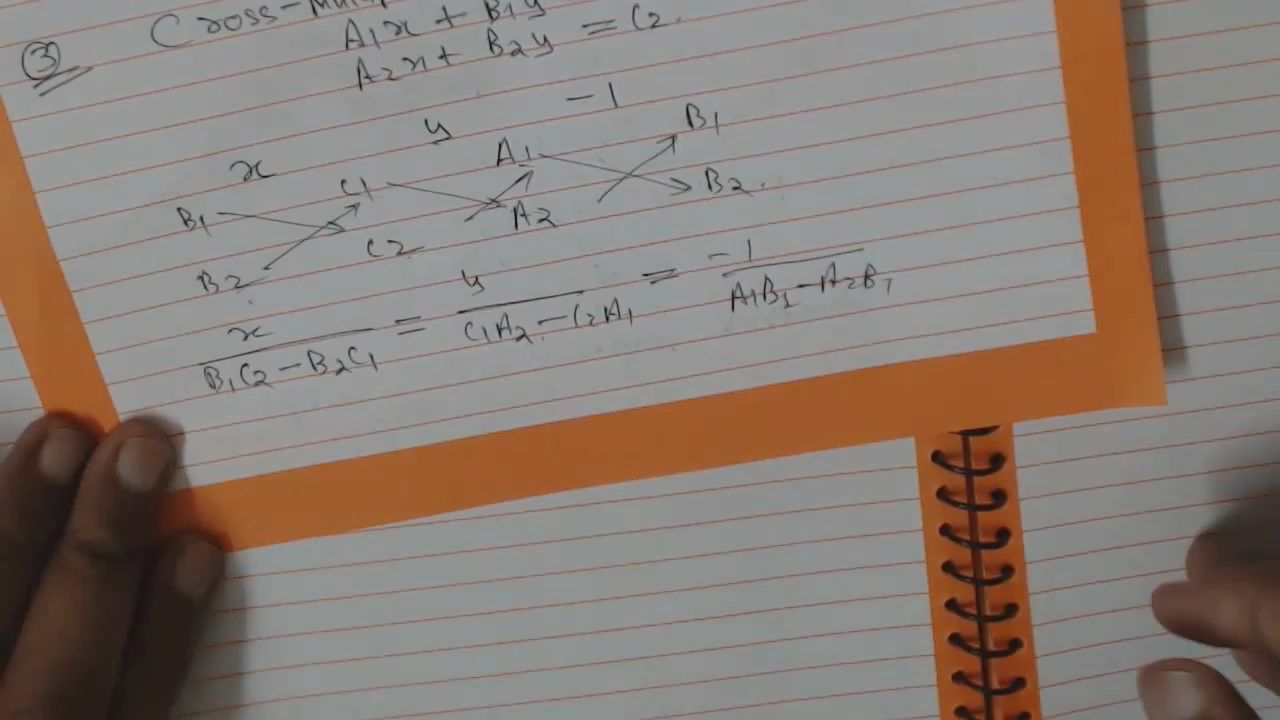 ③ Cross-
A1x + B1y
A2x + B2y = C2.
x y -1
B1 C1 A1 B1
B2 C2 A2 B2.
x/B1C2 - B2C1 = y/C1A2 - C2A1 = -1/A1B1 - A2B1